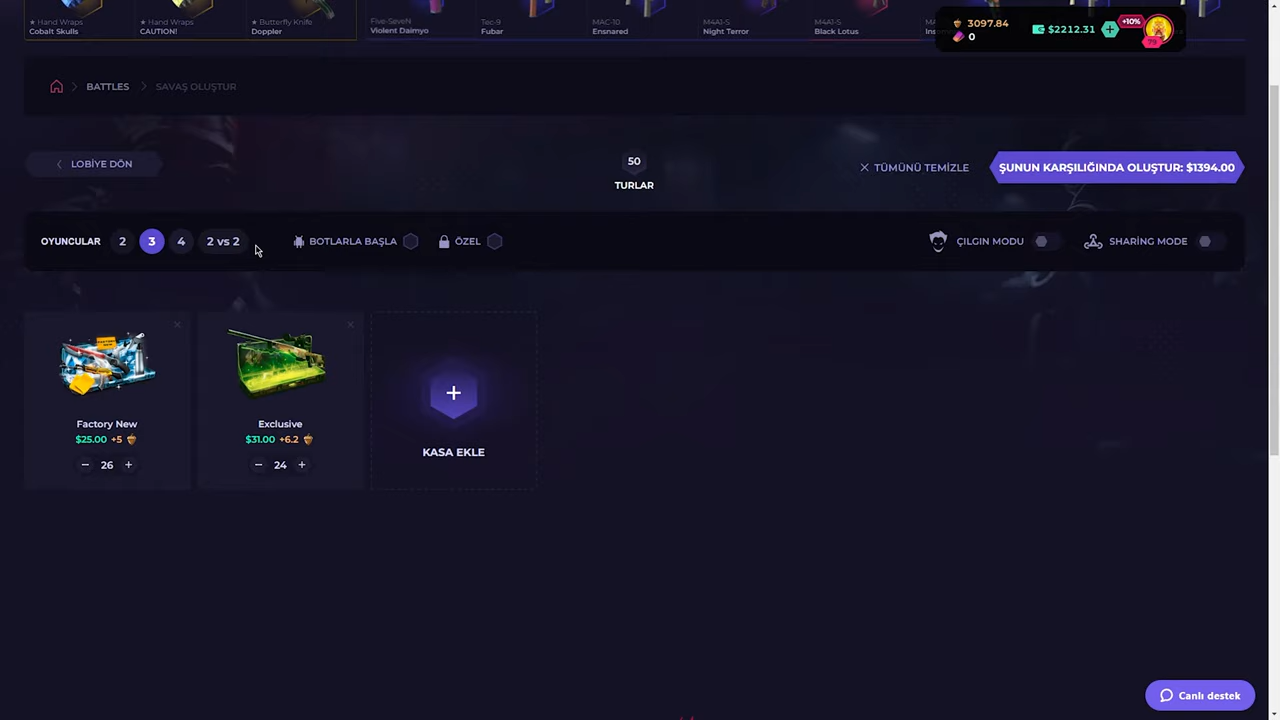 ★ Hand Wraps
Cobalt Skulls
★ Hand Wraps
CAUTION!
★ Butterfly Knife
Doppler
Five-SeveN
Violent Daimyo
Tec-9
Fubar
MAC-10
Ensnared
M4A1-S
Night Terror
M4A1-S
Black Lotus
3097.84
0
$2212.31
+
+10%
79
BATTLES
SAVAŞ OLUŞTUR
LOBİYE DÖN
50
TURLAR
TÜMÜNÜ TEMİZLE
ŞUNUN KARŞILIĞINDA OLUŞTUR: $1394.00
OYUNCULAR
2
3
4
2 vs 2
BOTLARLA BAŞLA
ÖZEL
ÇILGIN MODU
SHARİNG MODE
Factory New
$25.00 +5
− 26 +
Exclusive
$31.00 +6.2
− 24 +
+
KASA EKLE
Canlı destek